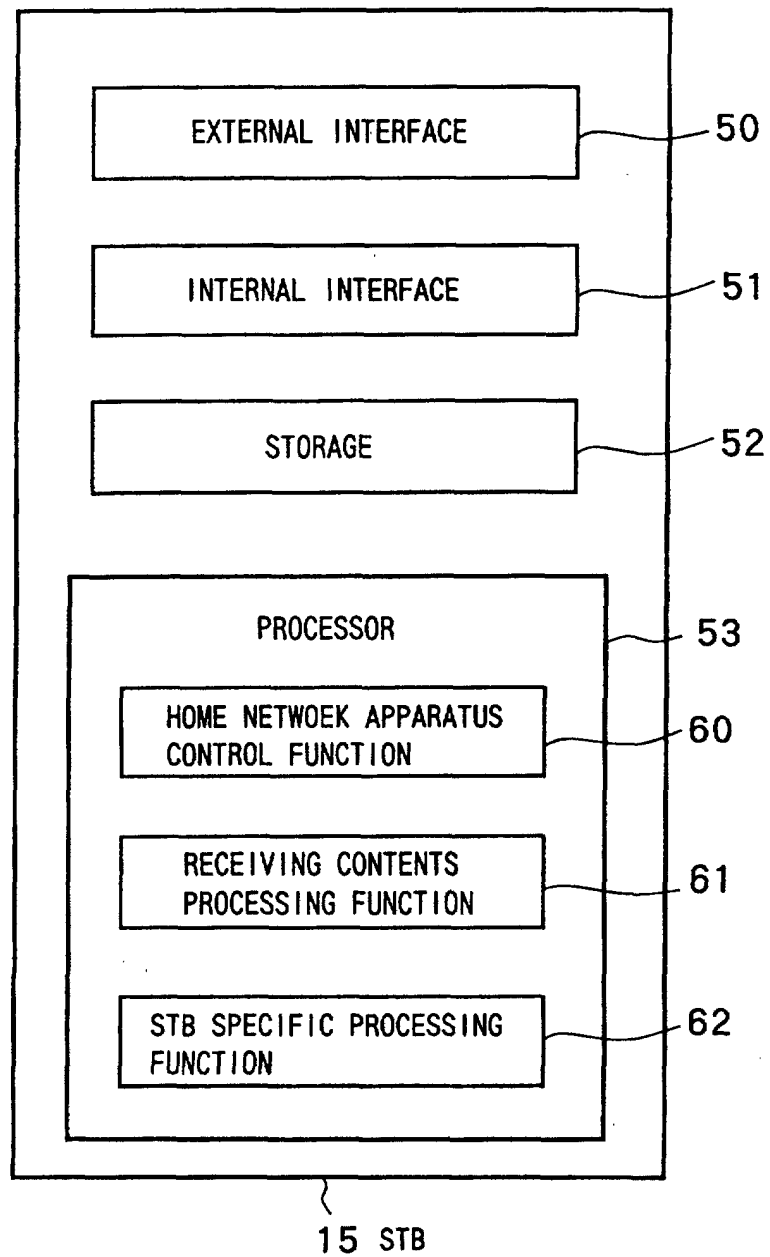 EXTERNAL INTERFACE
50
INTERNAL INTERFACE
51
STORAGE
52
PROCESSOR
53
HOME NETWOEK APPARATUS
CONTROL FUNCTION
60
RECEIVING CONTENTS
PROCESSING FUNCTION
61
STB SPECIFIC PROCESSING
FUNCTION
62
15 STB